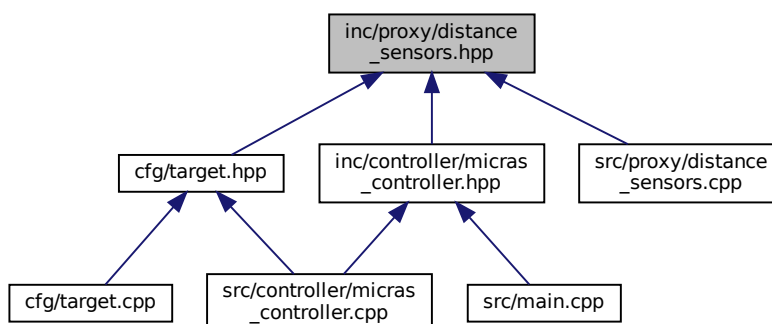 inc/proxy/distance
_sensors.hpp
cfg/target.hpp
inc/controller/micras
_controller.hpp
src/proxy/distance
_sensors.cpp
cfg/target.cpp
src/controller/micras
_controller.cpp
src/main.cpp